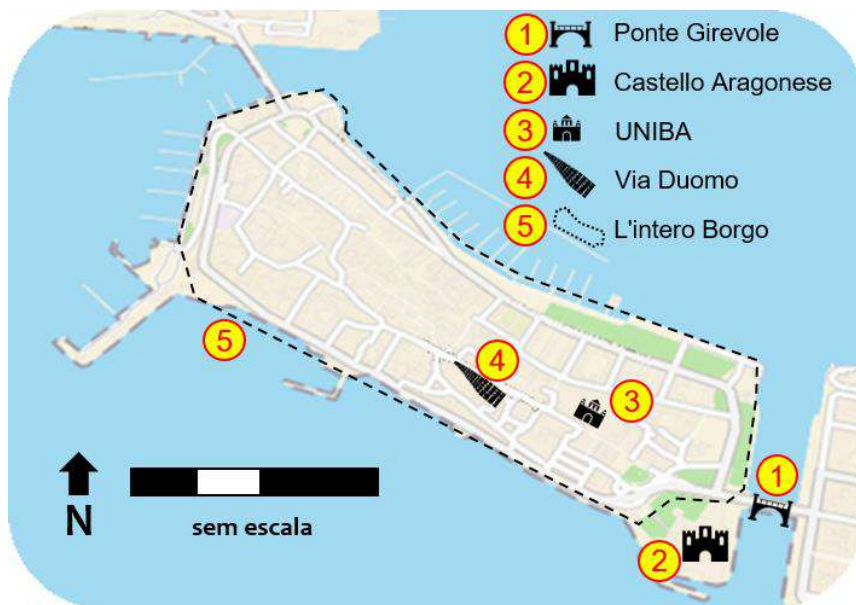 1 Ponte Girevole
2 Castello Aragonese
3 UNIBA
4 Via Duomo
5 L'intero Borgo
5
4
3
1
2
N
sem escala